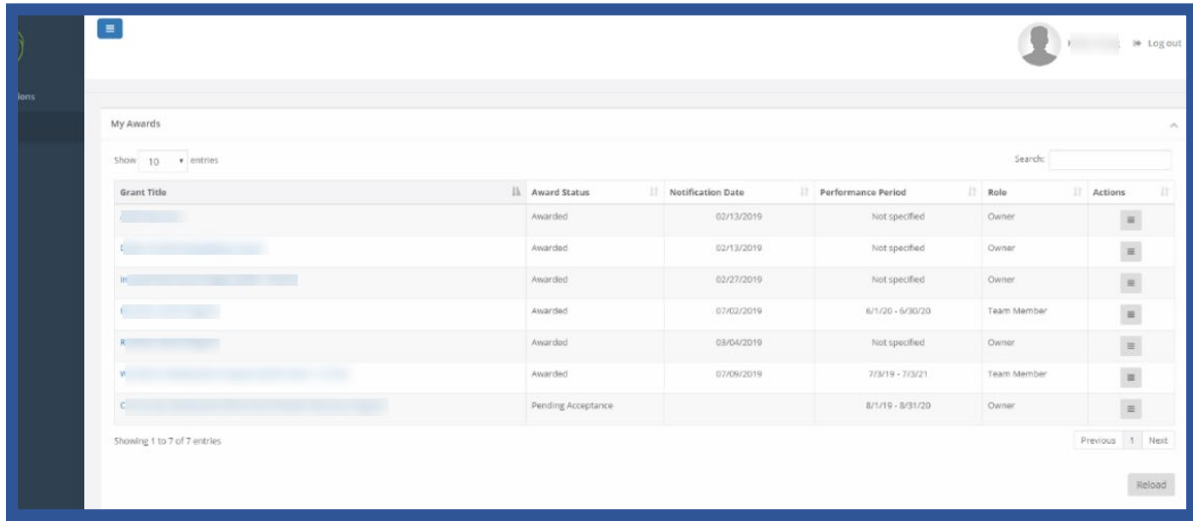 Log out
ions
My Awards
Show 10 entries Search:
Grant Title Award Status Notification Date Performance Period Role Actions
Awarded 02/13/2019 Not specified Owner
Awarded 02/13/2019 Not specified Owner
Awarded 02/27/2019 Not specified Owner
Awarded 07/02/2019 6/1/20 - 6/30/20 Team Member
Awarded 03/04/2019 Not specified Owner
Awarded 07/09/2019 7/3/19 - 7/3/21 Team Member
Pending Acceptance 8/1/19 - 8/31/20 Owner
Showing 1 to 7 of 7 entries Previous 1 Next
Reload